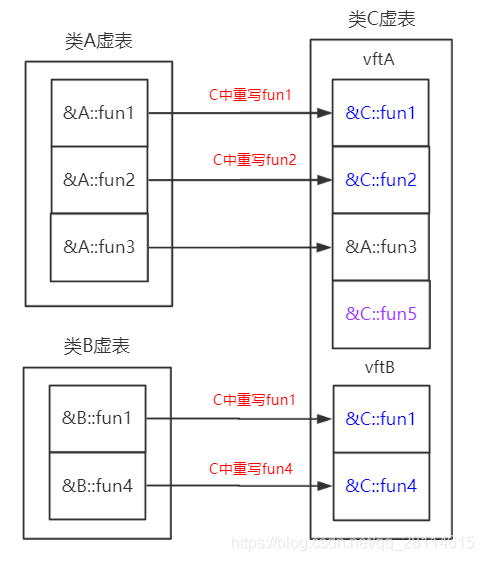 类A虚表
&A::fun1
&A::fun2
&A::fun3
类B虚表
&B::fun1
&B::fun4
C中重写fun1
C中重写fun2
C中重写fun1
C中重写fun4
类C虚表
vftA
&C::fun1
&C::fun2
&A::fun3
&C::fun5
vftB
&C::fun1
&C::fun4
https://blog.csdn.net/qq_28114615